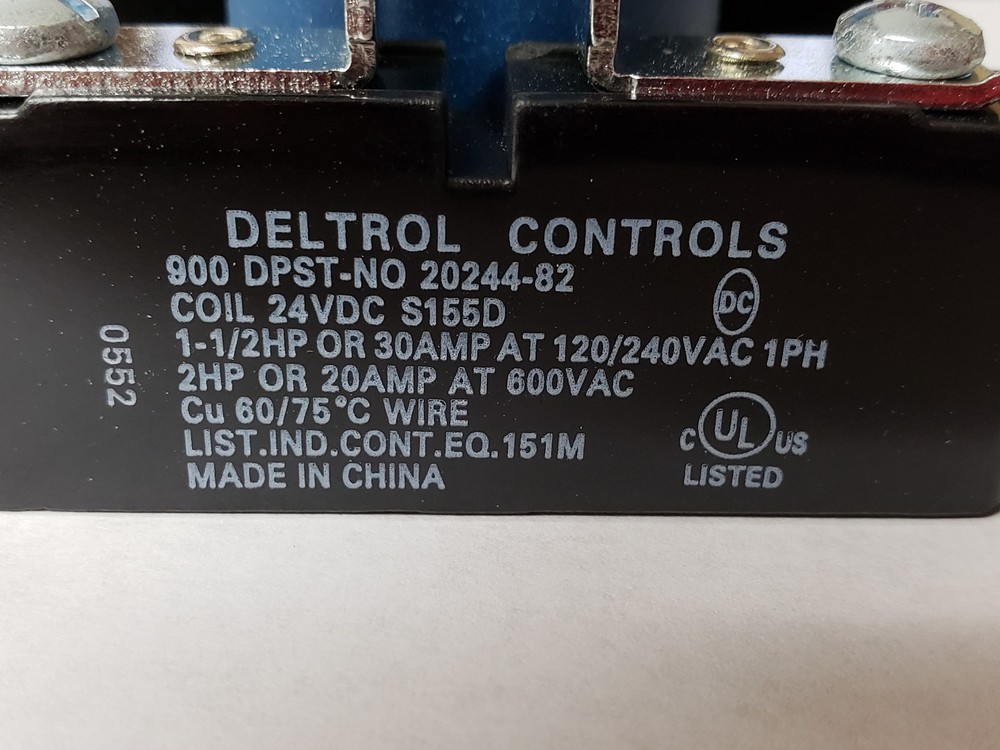 DELTROL CONTROLS
900 DPST-NO 20244-82
COIL 24VDC S155D
DC
1-1/2HP OR 30AMP AT 120/240VAC 1PH
2HP OR 20AMP AT 600VAC
Cu 60/75°C WIRE
LIST.IND.CONT.EQ.151M
MADE IN CHINA
C UL US
LISTED
0552